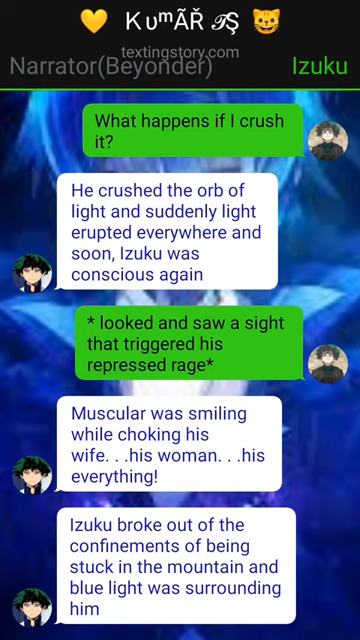 💛 Kυᵐ👑ÃŘ 𝒯Ş 😺
textingstory.com
Narrator(Beyonder)
Izuku
What happens if I crush
it?
He crushed the orb of
light and suddenly light
erupted everywhere and
soon, Izuku was
conscious again
* looked and saw a sight
that triggered his
repressed rage*
Muscular was smiling
while choking his
wife. . .his woman. . .his
everything!
Izuku broke out of the
confinements of being
stuck in the mountain and
blue light was surrounding
him